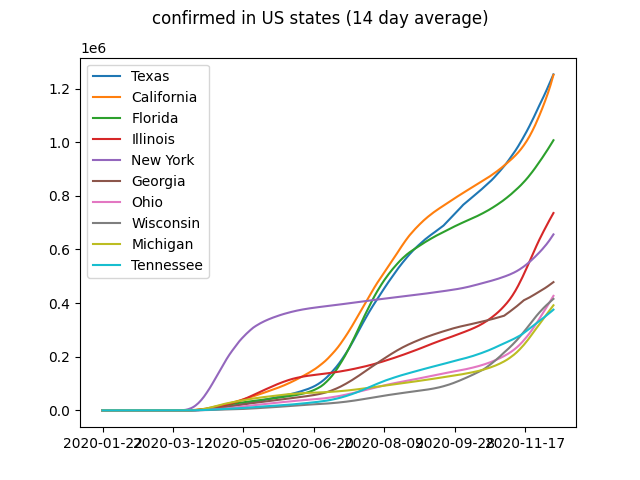 confirmed in US states (14 day average)
1e6
1.2
1.0
0.8
0.6
0.4
0.2
0.0
Texas
California
Florida
Illinois
New York
Georgia
Ohio
Wisconsin
Michigan
Tennessee
2020-01-22 2020-03-12 2020-05-01 2020-06-20 2020-08-09 2020-09-28 2020-11-17